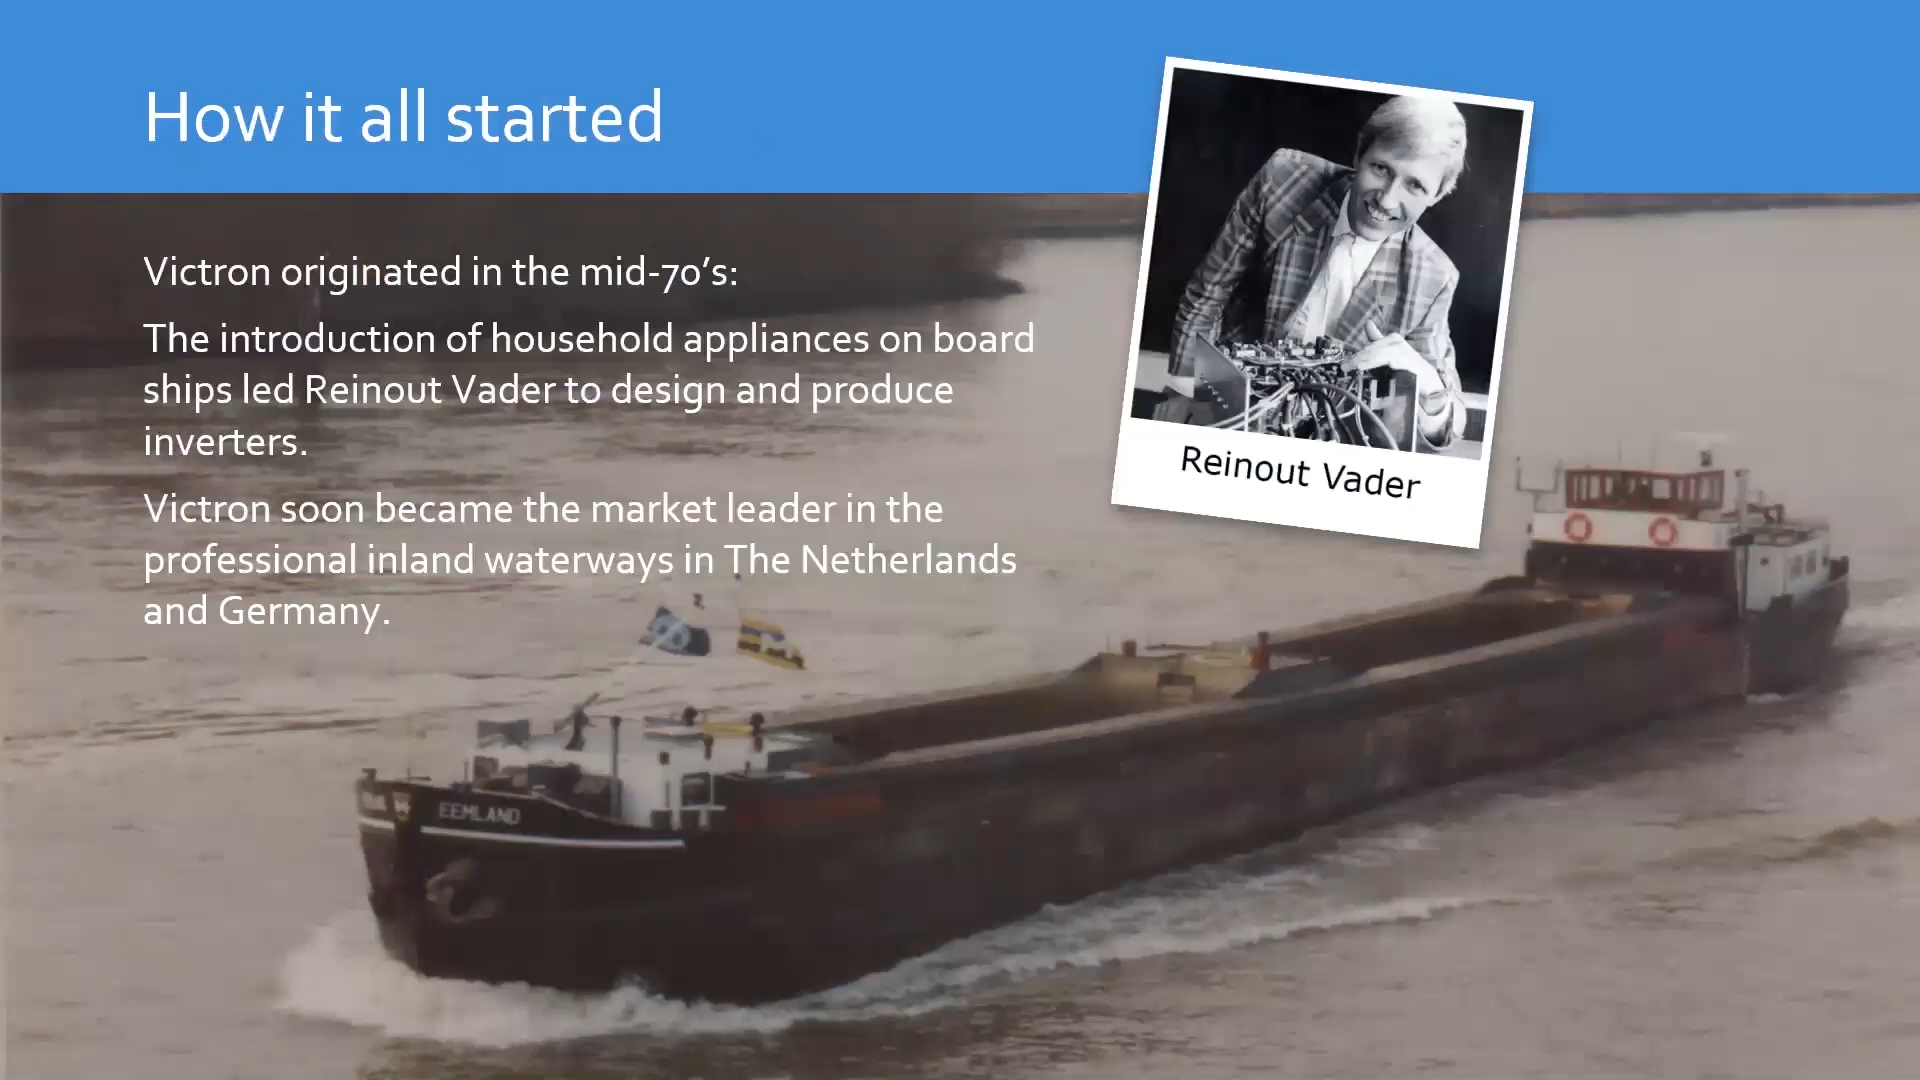 How it all started
Victron originated in the mid-70’s:
The introduction of household appliances on board
ships led Reinout Vader to design and produce
inverters.
Victron soon became the market leader in the
professional inland waterways in The Netherlands
and Germany.
Reinout Vader
EEMLAND